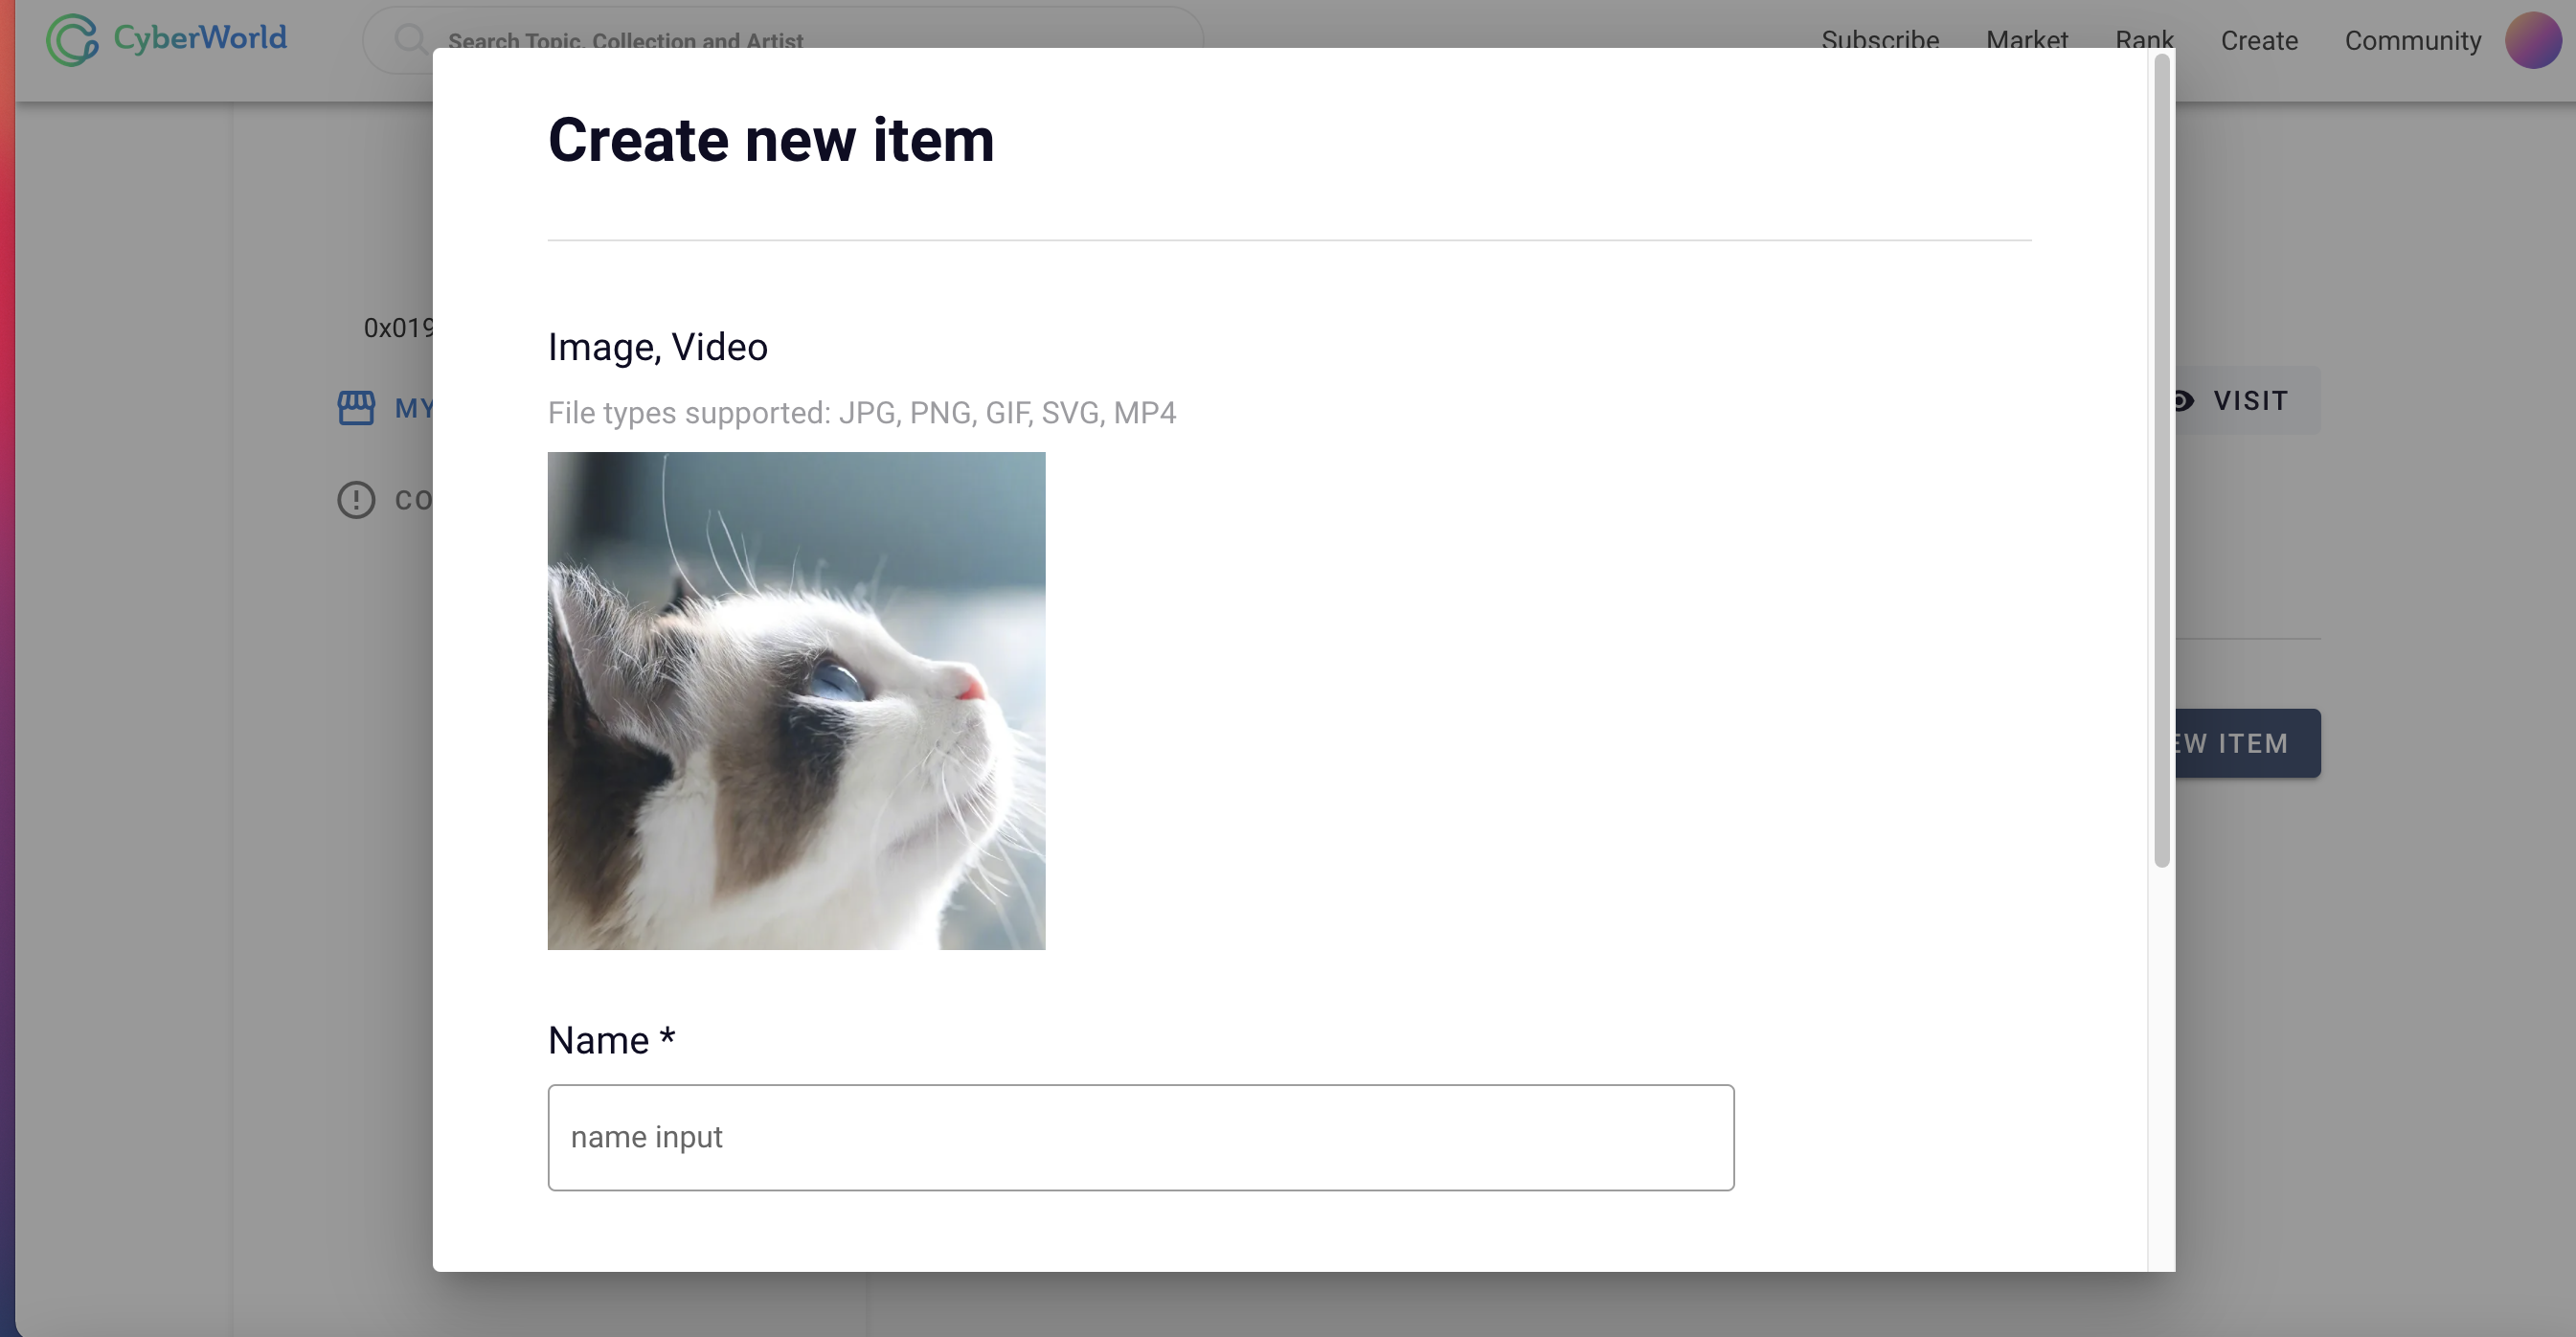 CyberWorld
Search Topic, Collection and Artist
Subscribe Market Rank Create Community
Create new item
Image, Video
0x019
File types supported: JPG, PNG, GIF, SVG, MP4
MY
VISIT
CO
EW ITEM
Name *
name input